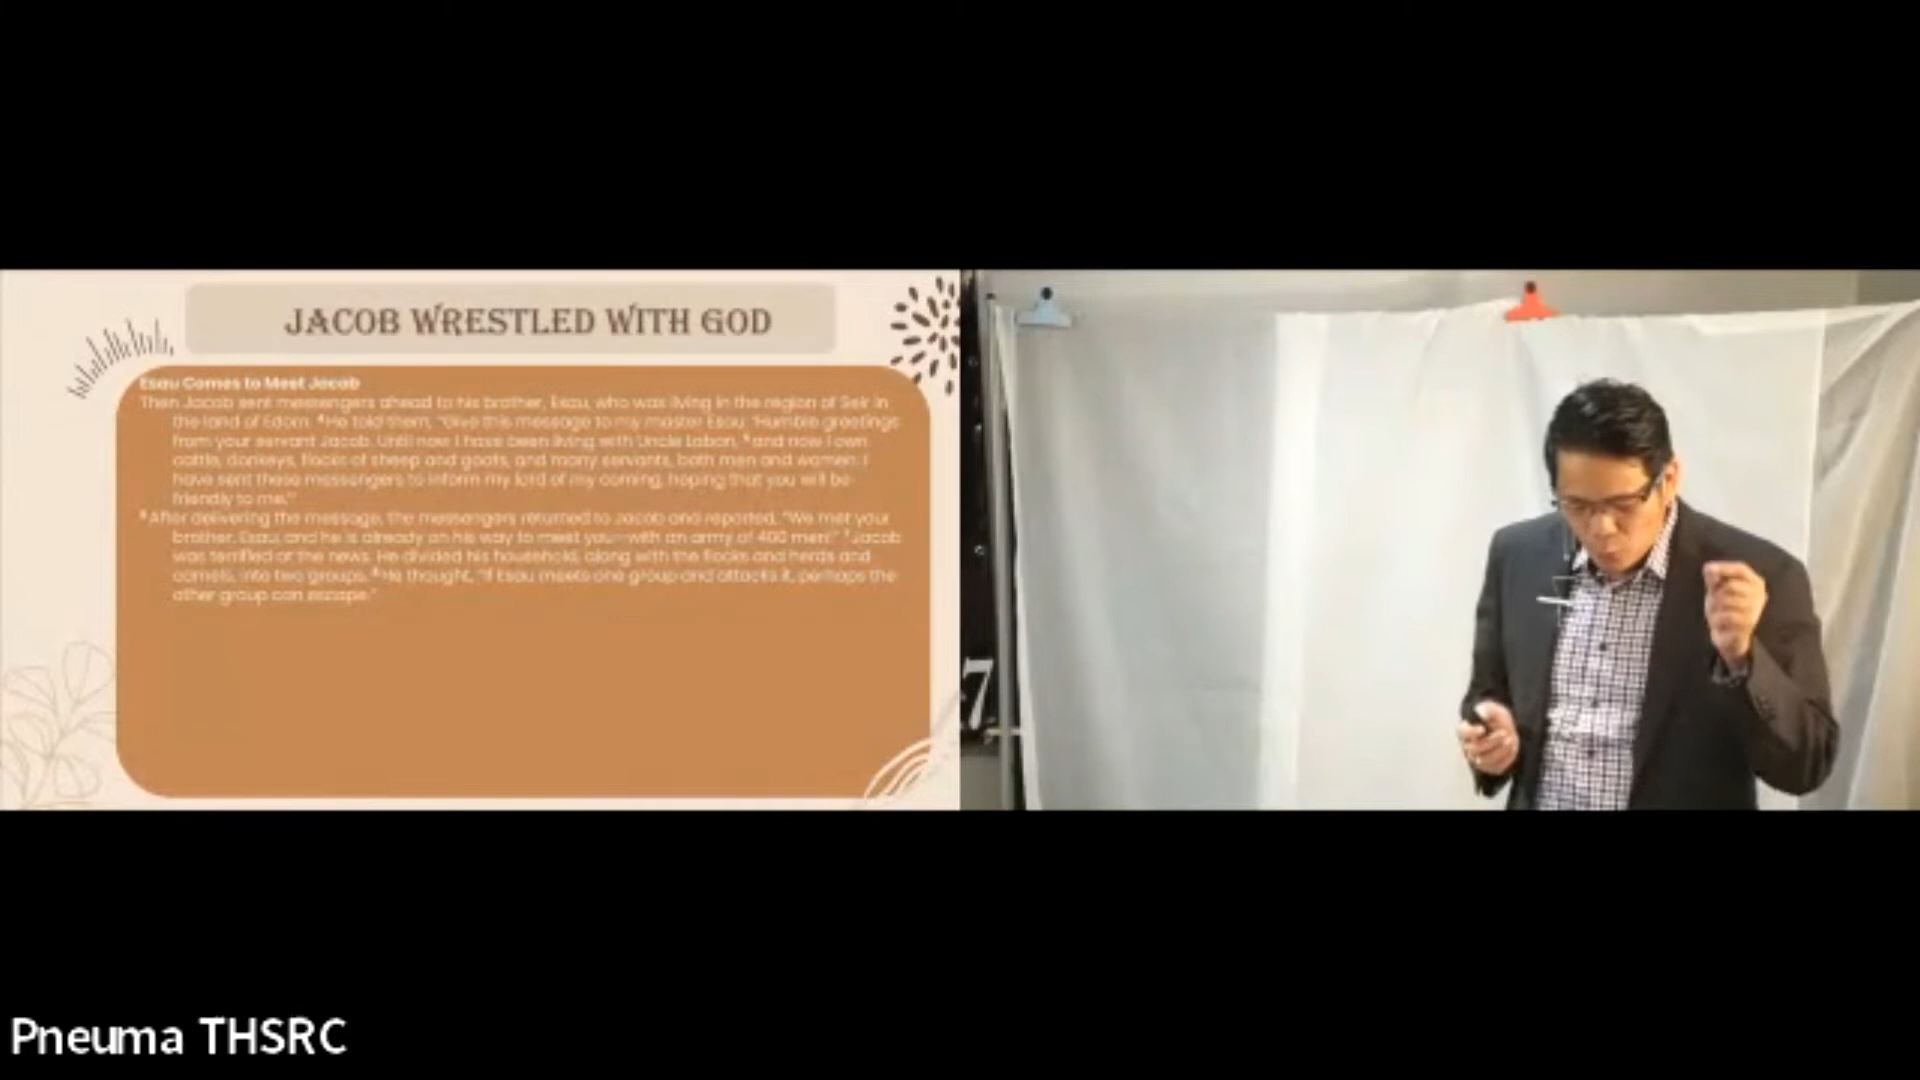 JACOB WRESTLED WITH GOD
Esau Comes to Meet Jacob
Then Jacob sent messengers ahead to his brother, Esau, who was living in the region of Seir in
the land of Edom. 4 He told them, "Give this message to my master Esau: "Humble greetings
from your servant Jacob. Until now I have been living with Uncle Laban, 5 and now I own
cattle, donkeys, flocks of sheep and goats, and many servants, both men and women. I
have sent these messengers to inform my lord of my coming, hoping that you will be
friendly to me.'"
6 After delivering the message, the messengers returned to Jacob and reported, "We met your
brother, Esau, and he is already on his way to meet you—with an army of 400 men!" 7 Jacob
was terrified at the news. He divided his household, along with the flocks and herds and
camels, into two groups. 8 He thought, "If Esau meets one group and attacks it, perhaps the
other group can escape."
7
Pneuma THSRC